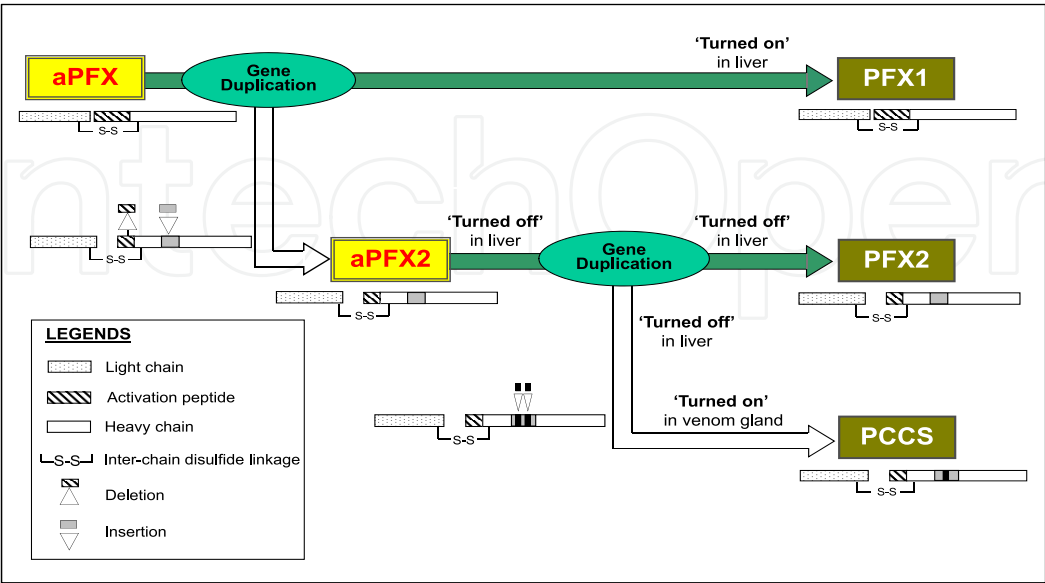 'Turned on'
in liver
aPFX
Gene
Duplication
PFX1
S-S
S-S
ntechOpen
'Turned off'
in liver
'Turned off'
in liver
S-S
aPFX2
Gene
Duplication
PFX2
S-S
S-S
'Turned off'
in liver
LEGENDS
Light chain
Activation peptide
Heavy chain
S-S Inter-chain disulfide linkage
Deletion
Insertion
'Turned on'
in venom gland
S-S
PCCS
S-S